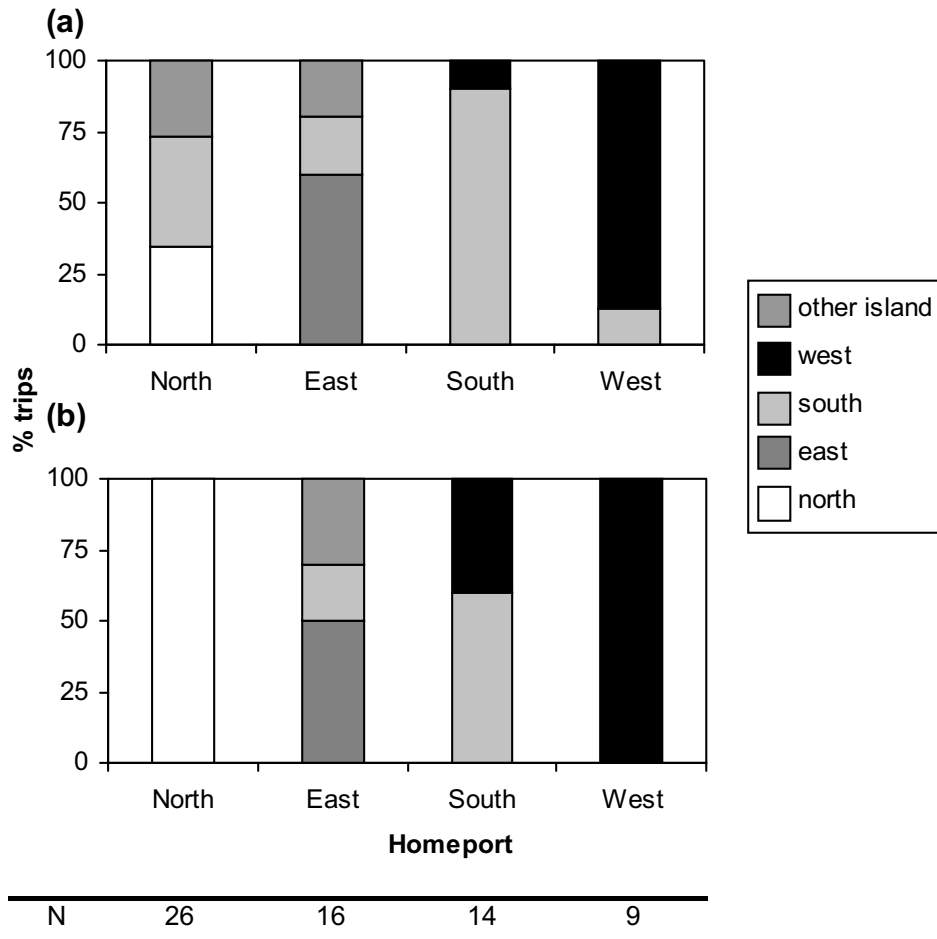 (a)
100
75
50
25
0
North East South West
(b)
% trips
100
75
50
25
0
North East South West
Homeport
other island
west
south
east
north
N 26 16 14 9